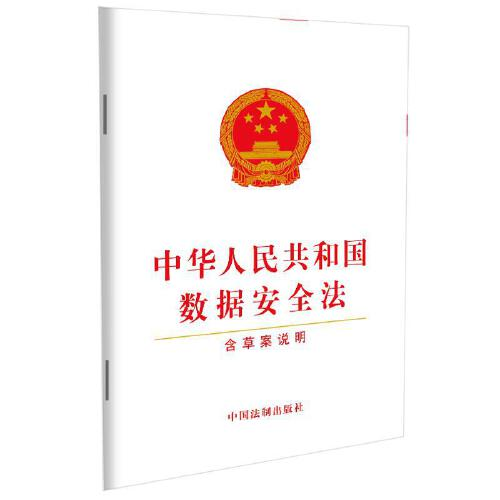 中华人民共和国
数据安全法
含草案说明
中国法制出版社